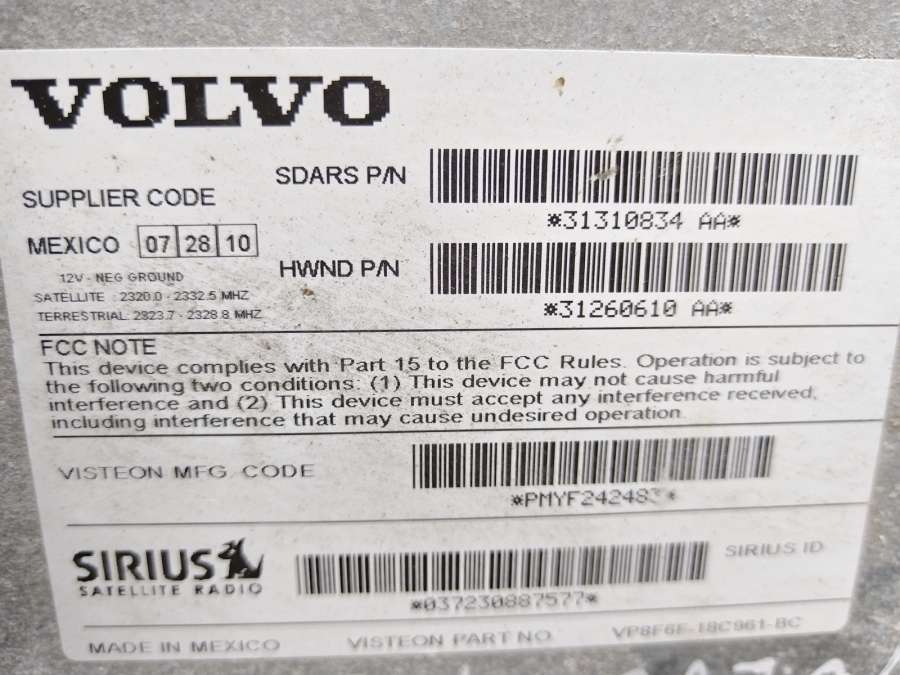 VOLVO
SDARS P/N
*31310834 AA*
SUPPLIER CODE
MEXICO 07 28 10
HWND P/N
*31260610 AA*
12V - NEG GROUND
SATELLITE : 2320.0 - 2332.5 MHZ
TERRESTRIAL: 2323.7 - 2328.8 MHZ
FCC NOTE
This device complies with Part 15 to the FCC Rules. Operation is subject to
the following two conditions: (1) This device may not cause harmful
interference and (2) This device must accept any interference received,
including interference that may cause undesired operation.
VISTEON MFG. CODE
*PMYF242483*
SIRIUS
SATELLITE RADIO
SIRIUS ID
*037230887577*
MADE IN MEXICO VISTEON PART NO. VP8F6F-18C961-BC